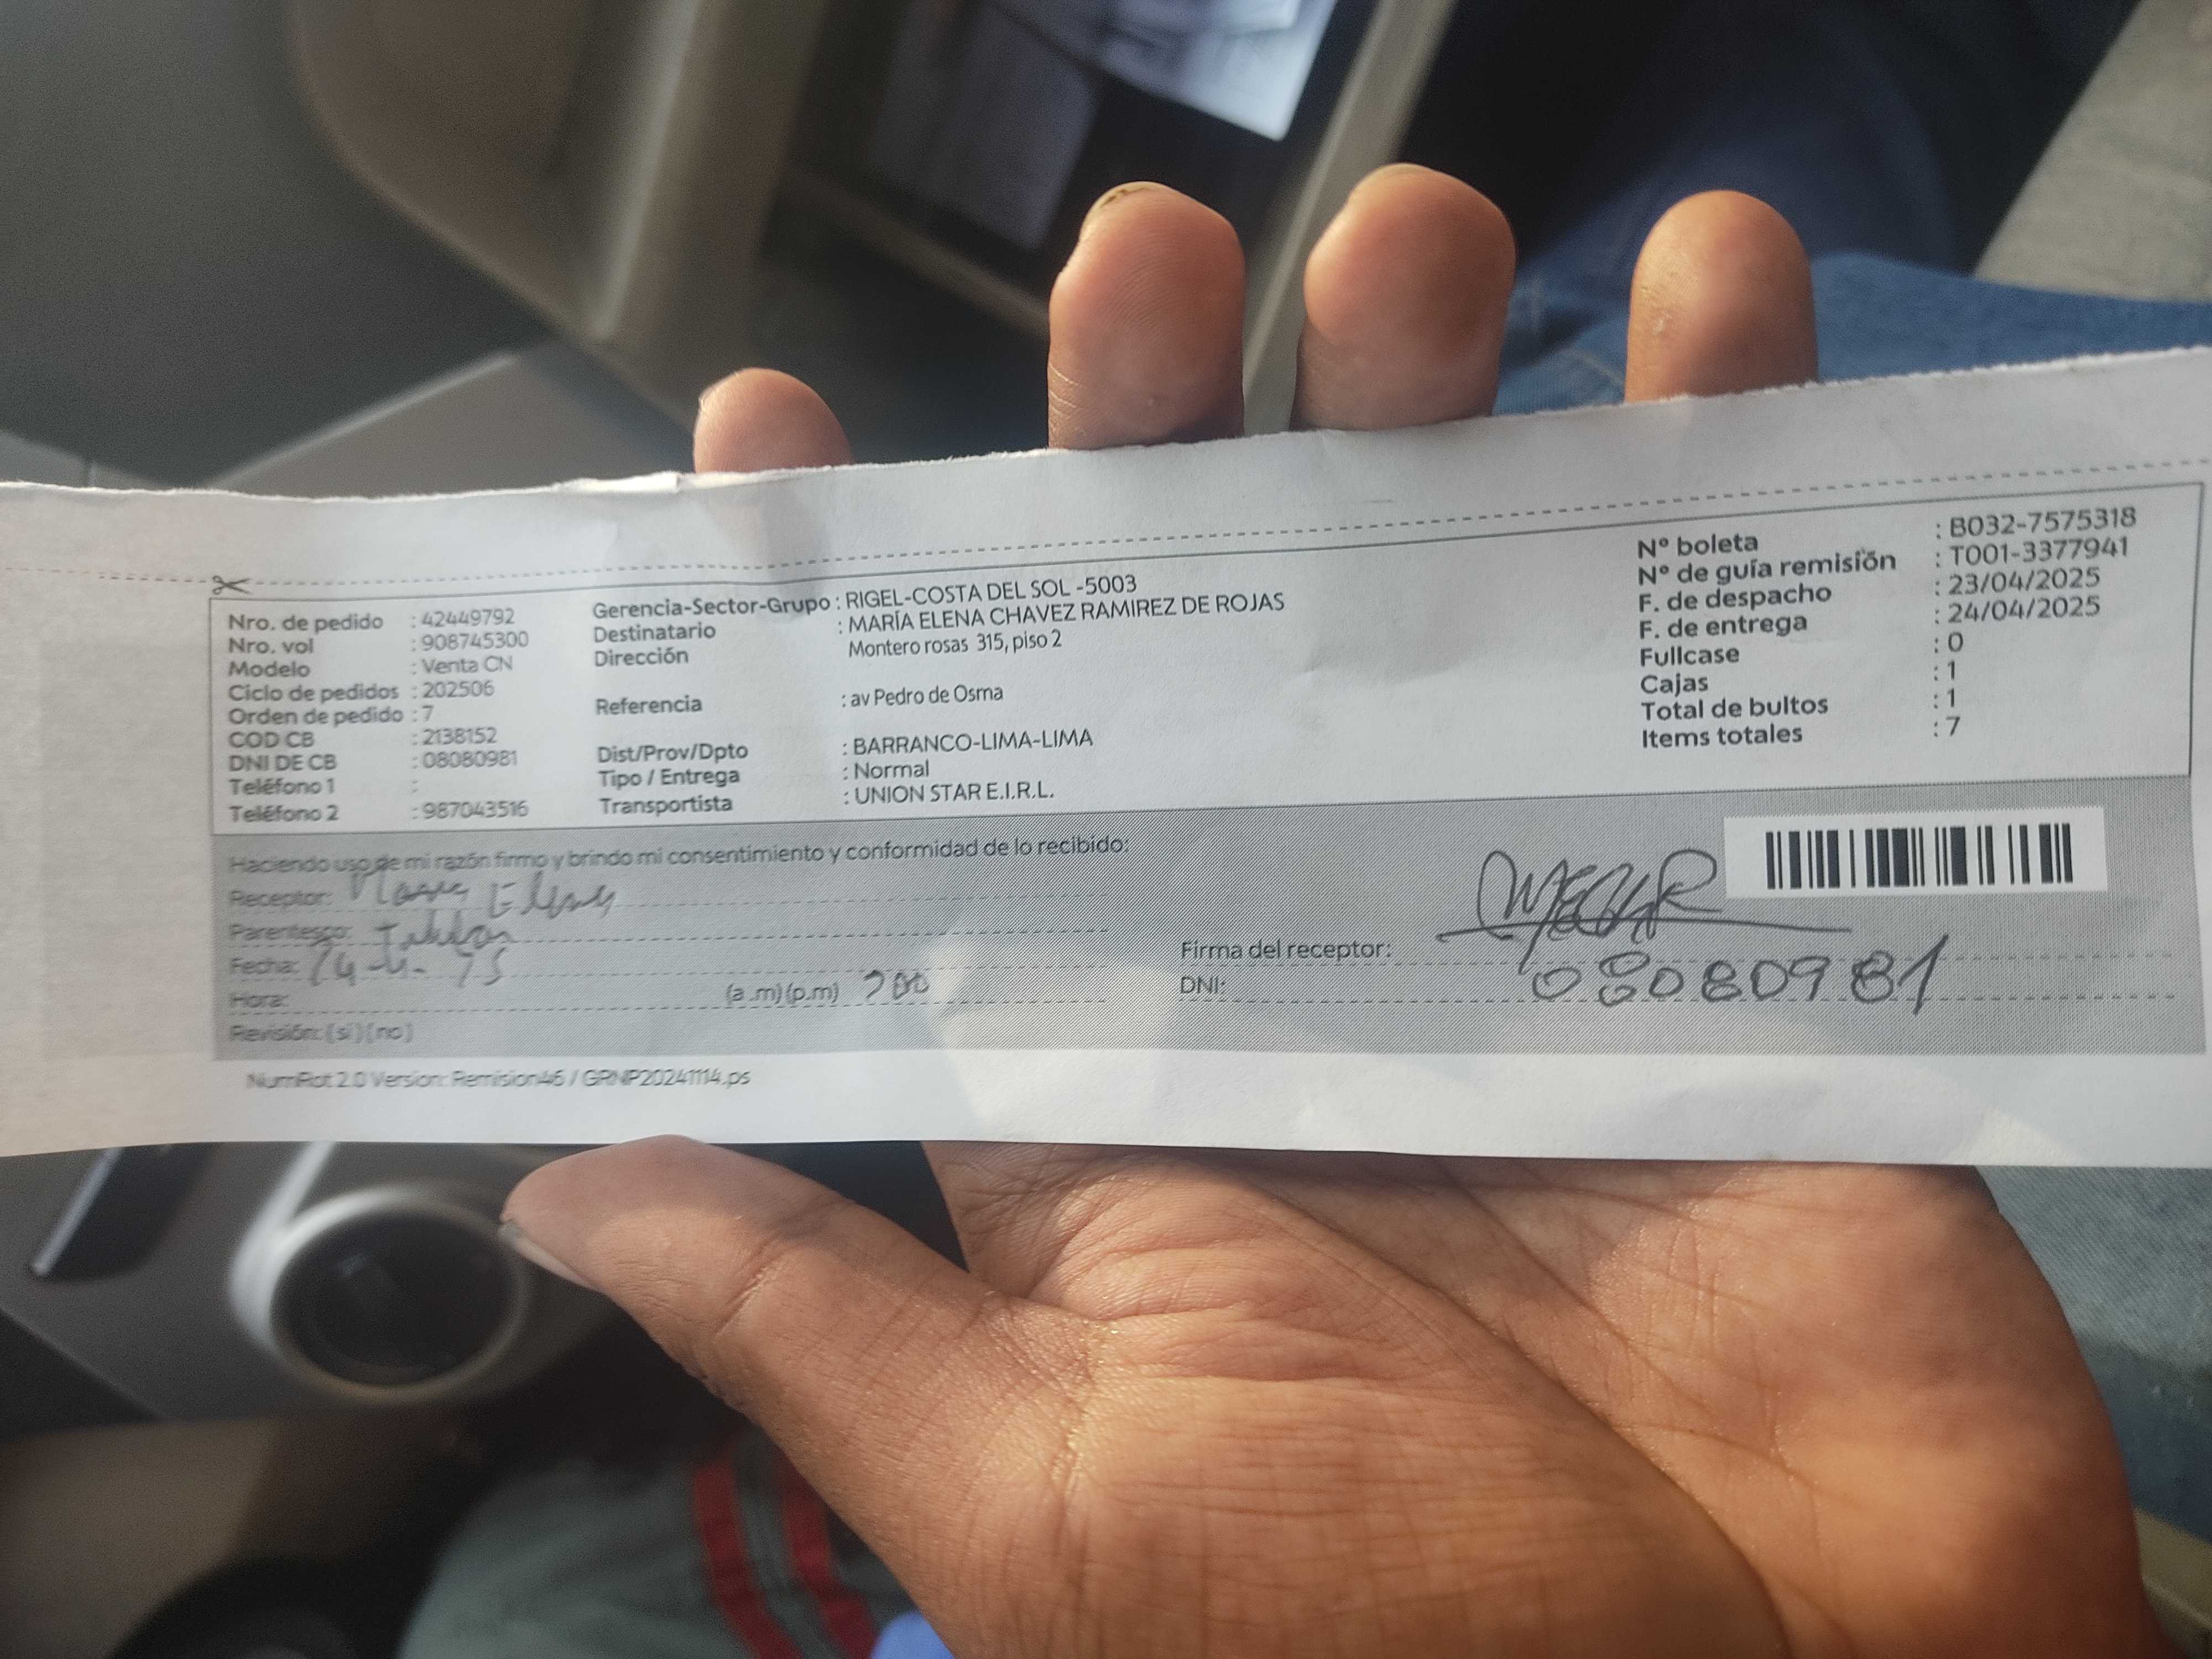 Nro. de pedido : 42449792
Nro. vol : 908745300
Modelo : Venta CN
Ciclo de pedidos : 202506
Orden de pedido : 7
COD CB : 2138152
DNI DE CB : 08080981
Teléfono 1 :
Teléfono 2 : 987043516
Gerencia-Sector-Grupo : RIGEL-COSTA DEL SOL -5003
Destinatario : MARÍA ELENA CHAVEZ RAMIREZ DE ROJAS
Dirección Montero rosas 315, piso 2
Referencia : av Pedro de Osma
Dist/Prov/Dpto : BARRANCO-LIMA-LIMA
Tipo / Entrega : Normal
Transportista : UNION STAR E.I.R.L.
N° boleta : B032-7575318
N° de guía remisión : T001-3377941
F. de despacho : 23/04/2025
F. de entrega : 24/04/2025
Fullcase : 0
Cajas : 1
Total de bultos : 1
Items totales : 7
Haciendo uso de mi razón firmo y brindo mi consentimiento y conformidad de lo recibido:
Receptor: Elena
Parentesco:
Fecha:
Hora: (a .m) (p.m)
Revisión: (si) (no)
Firma del receptor:
DNI: 08080981
NumRot 2.0 Version: Remision46 / GRNP20241114.ps